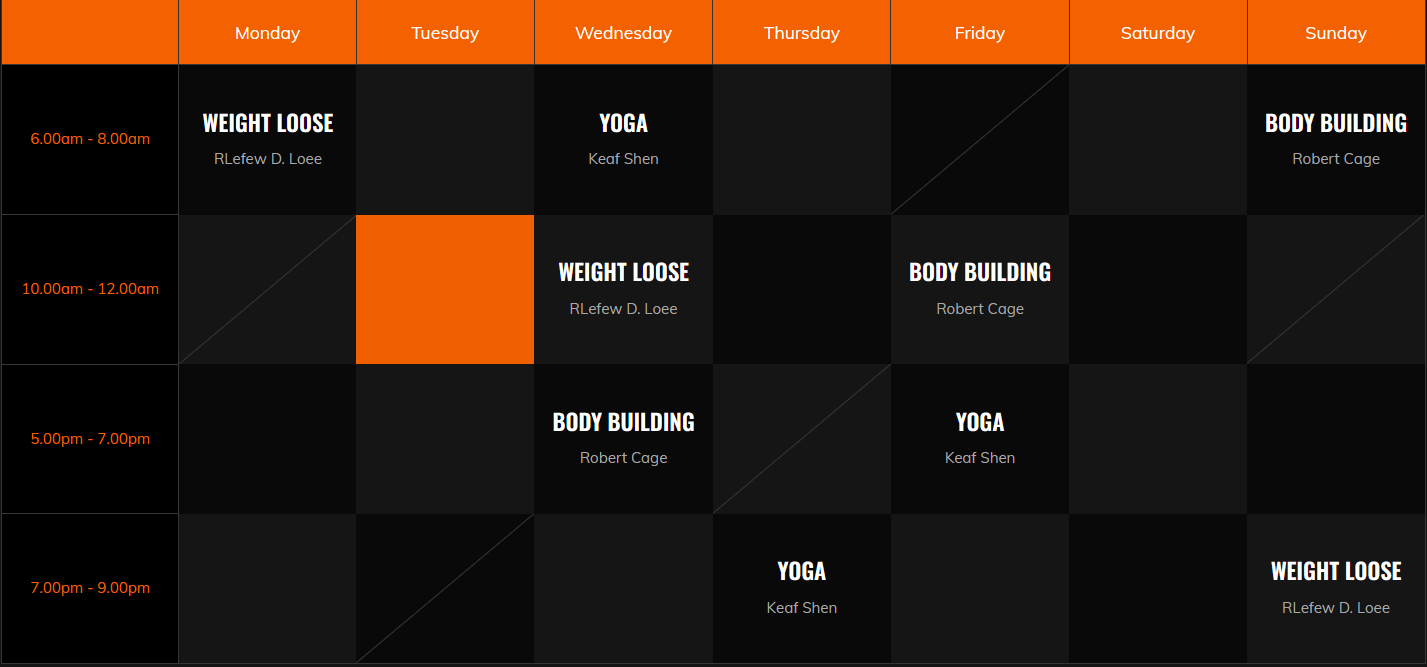 Monday Tuesday Wednesday Thursday Friday Saturday Sunday
6.00am - 8.00am
WEIGHT LOOSE
RLefew D. Loee
YOGA
Keaf Shen
BODY BUILDING
Robert Cage
10.00am - 12.00am
WEIGHT LOOSE
RLefew D. Loee
BODY BUILDING
Robert Cage
5.00pm - 7.00pm
BODY BUILDING
Robert Cage
YOGA
Keaf Shen
7.00pm - 9.00pm
YOGA
Keaf Shen
WEIGHT LOOSE
RLefew D. Loee